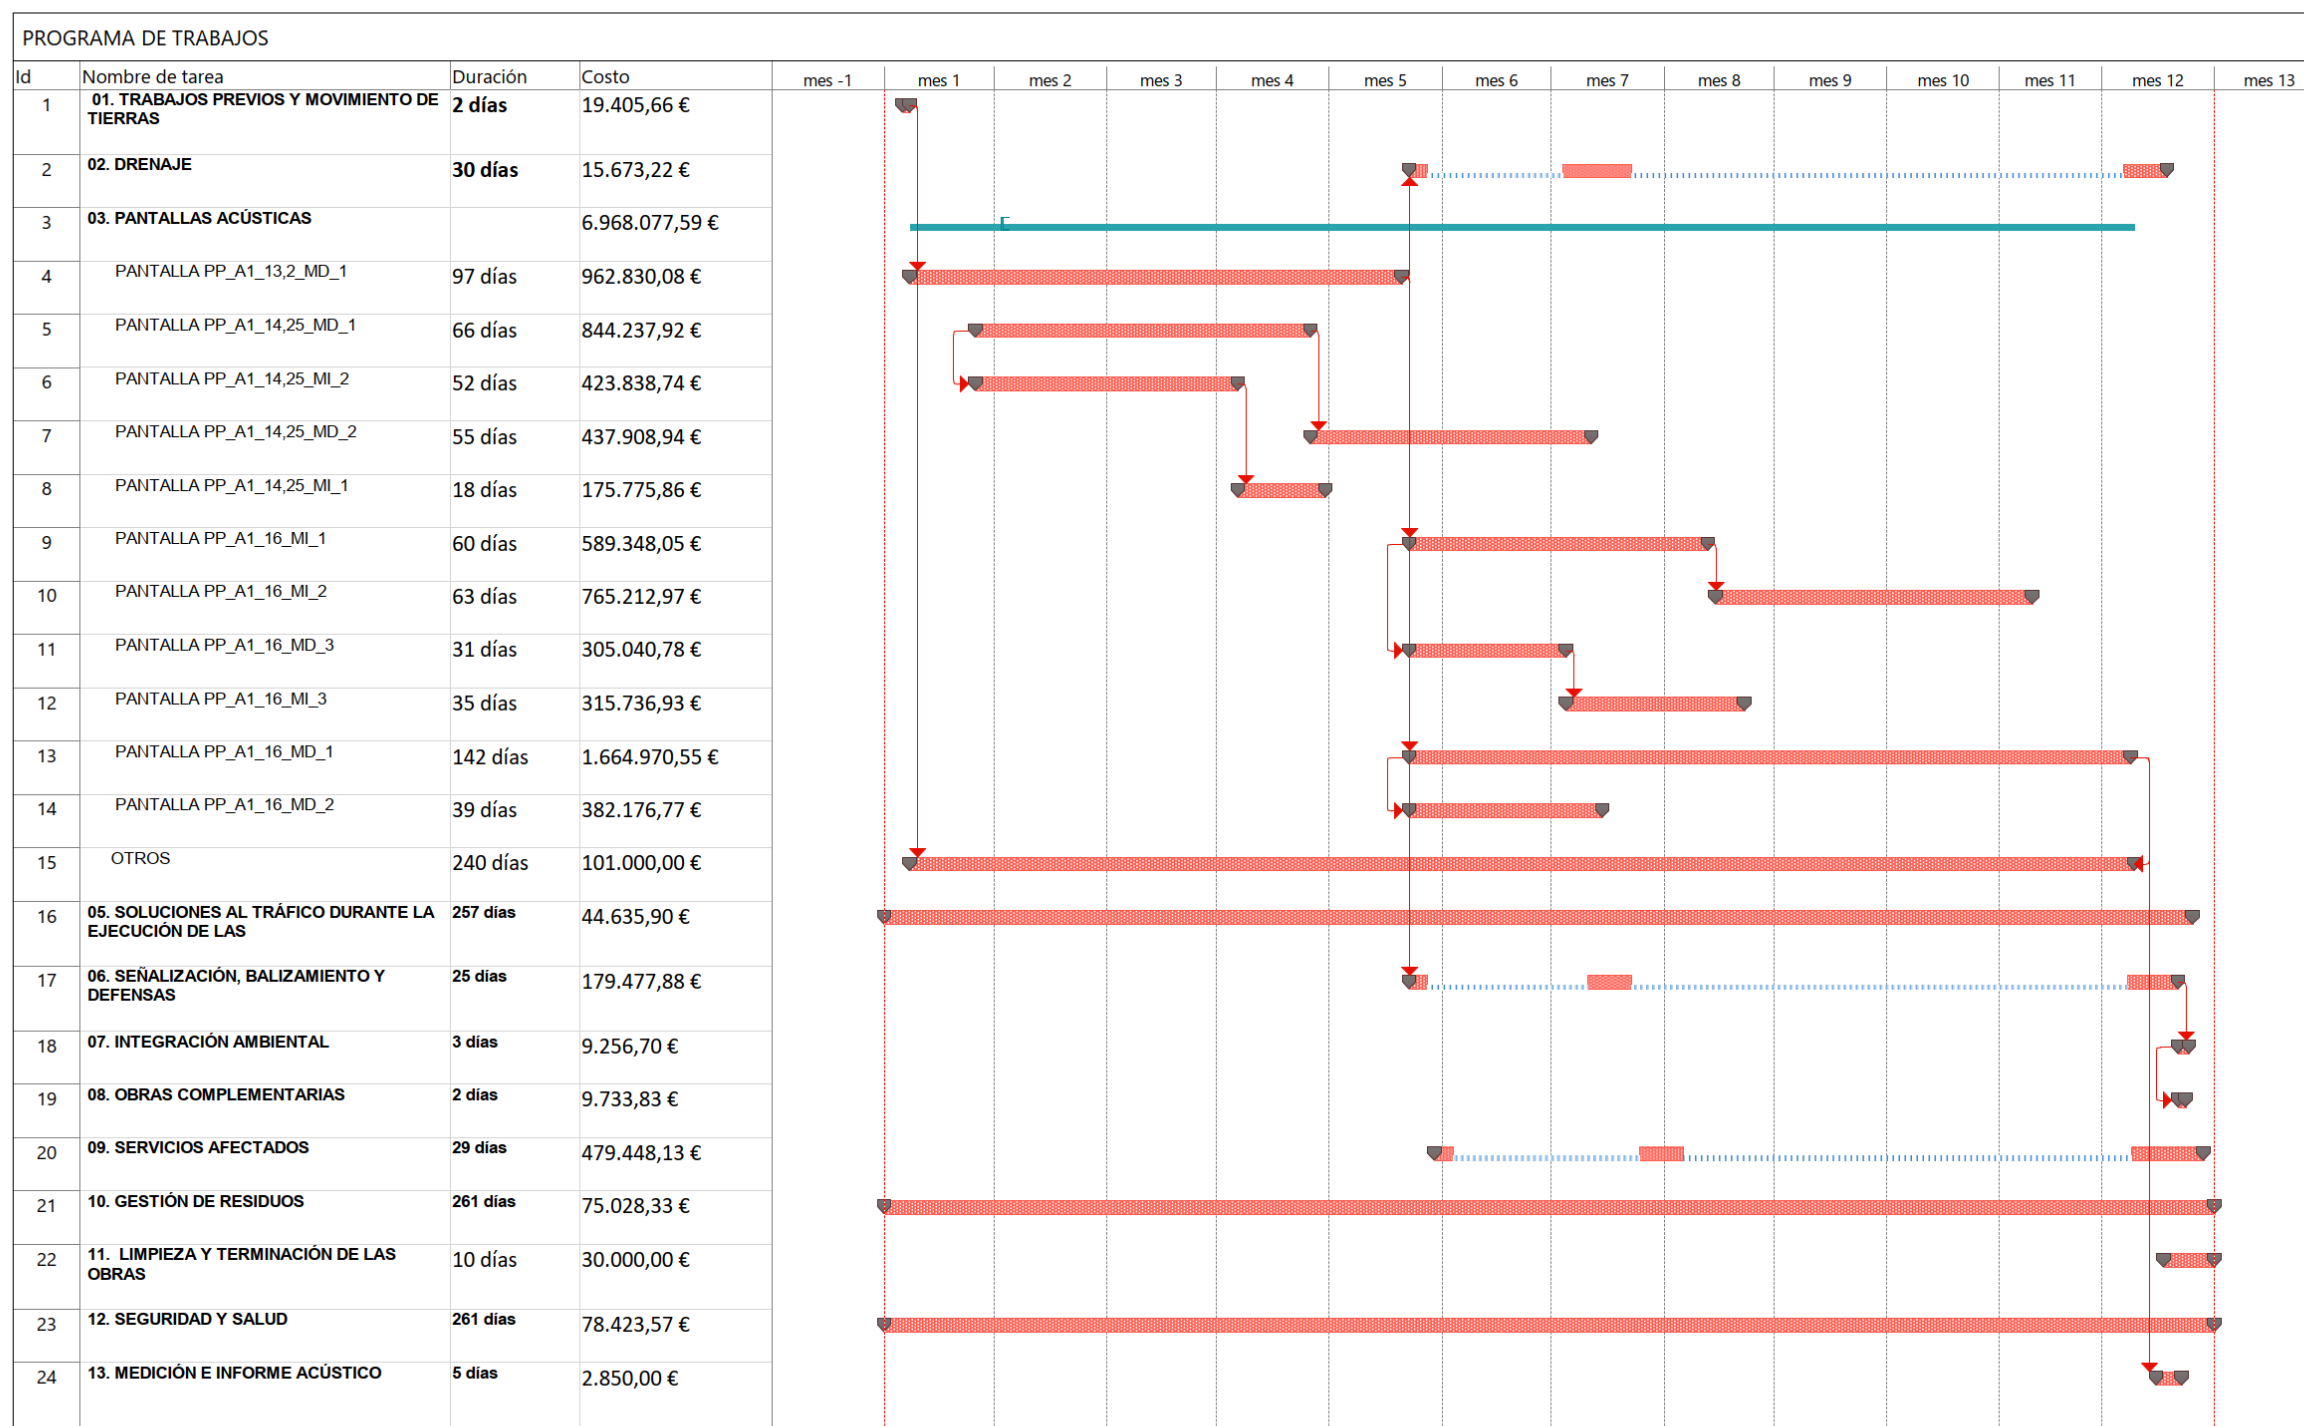 PROGRAMA DE TRABAJOS
Id Nombre de tarea Duración Costo mes -1 mes 1 mes 2 mes 3 mes 4 mes 5 mes 6 mes 7 mes 8 mes 9 mes 10 mes 11 mes 12 mes 13
1 01. TRABAJOS PREVIOS Y MOVIMIENTO DE 2 días 19.405,66 €
TIERRAS
2 02. DRENAJE 30 días 15.673,22 €
3 03. PANTALLAS ACÚSTICAS 6.968.077,59 €
4 PANTALLA PP_A1_13,2_MD_1 97 días 962.830,08 €
5 PANTALLA PP_A1_14,25_MD_1 66 días 844.237,92 €
6 PANTALLA PP_A1_14,25_MI_2 52 días 423.838,74 €
7 PANTALLA PP_A1_14,25_MD_2 55 días 437.908,94 €
8 PANTALLA PP_A1_14,25_MI_1 18 días 175.775,86 €
9 PANTALLA PP_A1_16_MI_1 60 días 589.348,05 €
10 PANTALLA PP_A1_16_MI_2 63 días 765.212,97 €
11 PANTALLA PP_A1_16_MD_3 31 días 305.040,78 €
12 PANTALLA PP_A1_16_MI_3 35 días 315.736,93 €
13 PANTALLA PP_A1_16_MD_1 142 días 1.664.970,55 €
14 PANTALLA PP_A1_16_MD_2 39 días 382.176,77 €
15 OTROS 240 días 101.000,00 €
16 05. SOLUCIONES AL TRÁFICO DURANTE LA 257 días 44.635,90 €
EJECUCIÓN DE LAS
17 06. SEÑALIZACIÓN, BALIZAMIENTO Y 25 días 179.477,88 €
DEFENSAS
18 07. INTEGRACIÓN AMBIENTAL 3 días 9.256,70 €
19 08. OBRAS COMPLEMENTARIAS 2 días 9.733,83 €
20 09. SERVICIOS AFECTADOS 29 días 479.448,13 €
21 10. GESTIÓN DE RESIDUOS 261 días 75.028,33 €
22 11. LIMPIEZA Y TERMINACIÓN DE LAS 10 días 30.000,00 €
OBRAS
23 12. SEGURIDAD Y SALUD 261 días 78.423,57 €
24 13. MEDICIÓN E INFORME ACÚSTICO 5 días 2.850,00 €